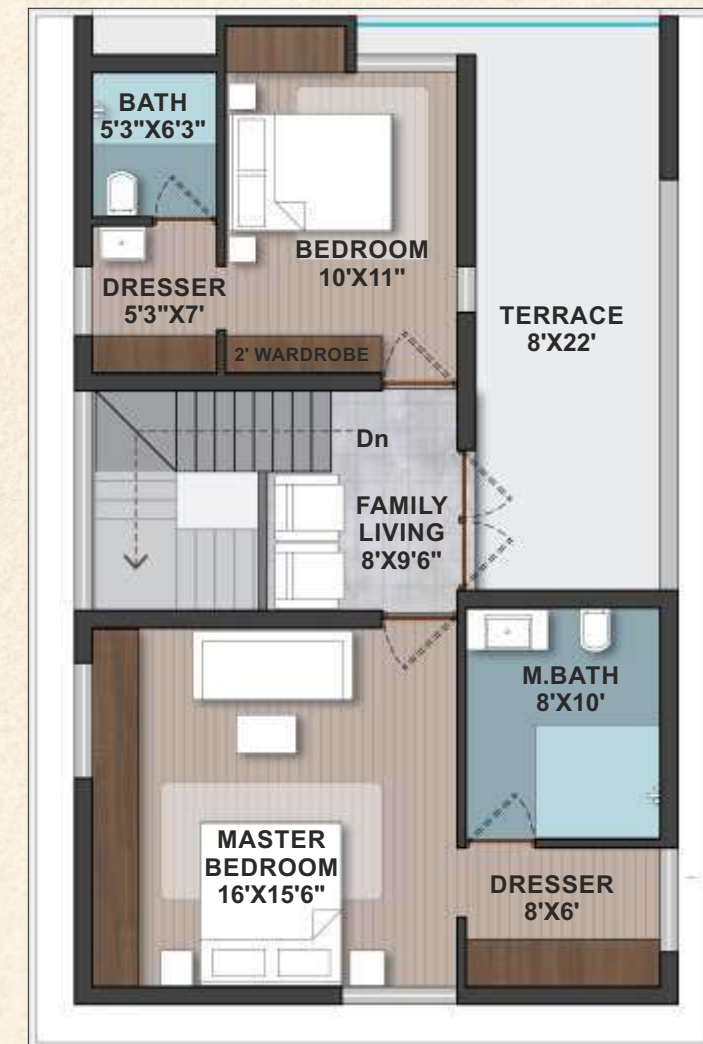 BATH
5'3"X6'3"
BEDROOM
10'X11"
DRESSER
5'3"X7'
2' WARDROBE
TERRACE
8'X22'
Dn
FAMILY
LIVING
8'X9'6"
M.BATH
8'X10'
MASTER
BEDROOM
16'X15'6"
DRESSER
8'X6'